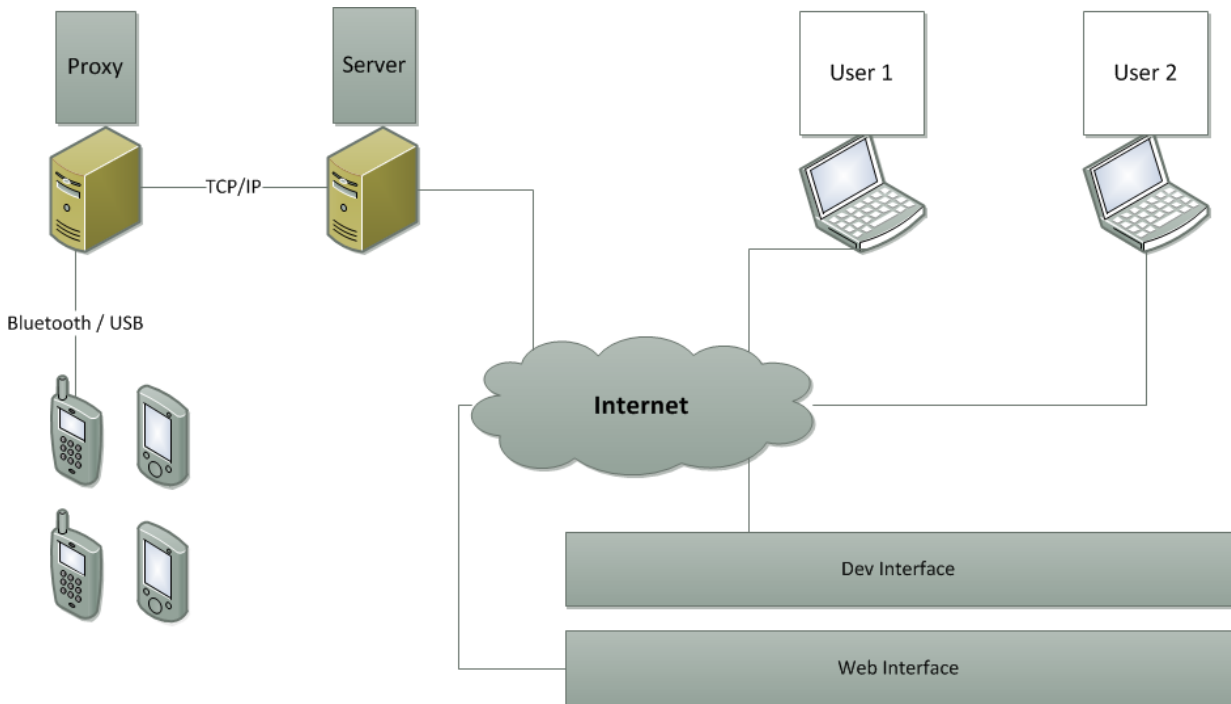 Proxy
Server
User 1
User 2
TCP/IP
Bluetooth / USB
Internet
Dev Interface
Web Interface